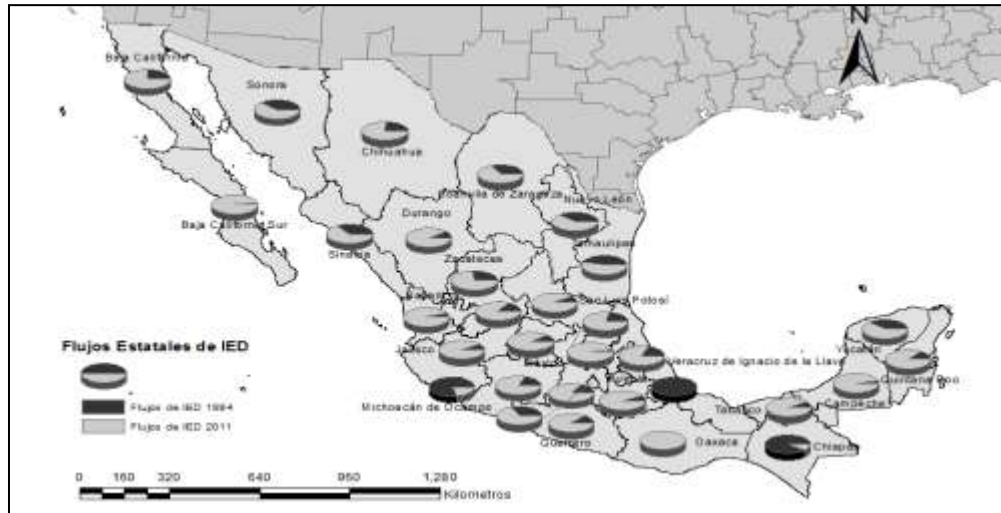 N
Baja California
Sonora
Chihuahua
Coahuila de Zaragoza
Nuevo León
Durango
Baja California Sur
Sinaloa
Tamaulipas
Zacatecas
San Luis Potosí
Flujos Estatales de IED
Flujos de IED 1994
Flujos de IED 2011
Jalisco
Veracruz de Ignacio de la Llave
Yucatán
Quintana Roo
Michoacán de Ocampo
Campeche
Tabasco
Guerrero
Oaxaca
Chiapas
0 160 320 640 960 1,280
Kilometros